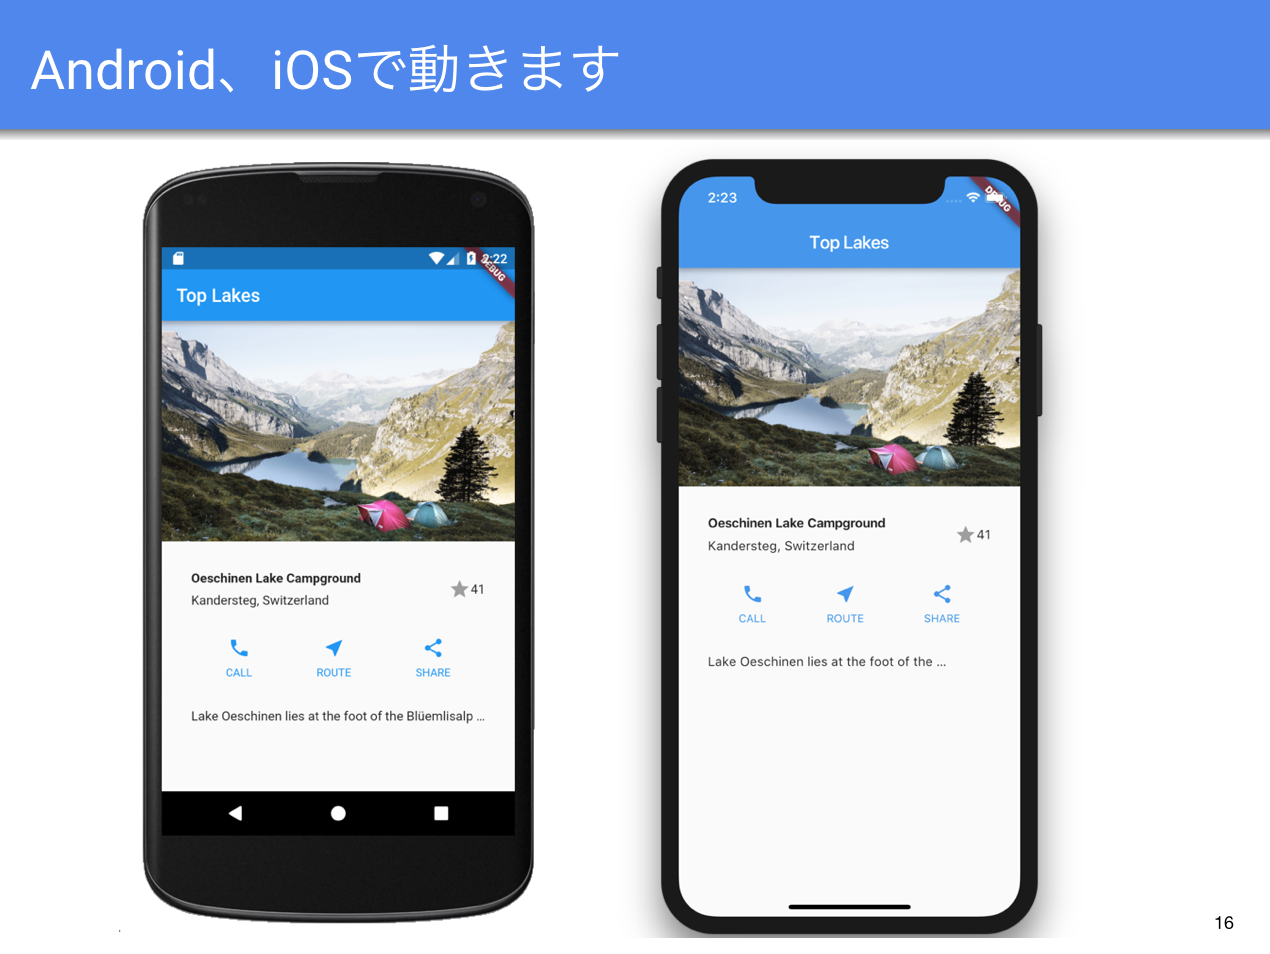 Android、iOSで動きます
2:22
DEBUG
Top Lakes
Oeschinen Lake Campground
Kandersteg, Switzerland
41
CALL ROUTE SHARE
Lake Oeschinen lies at the foot of the Blüemlisalp ...
2:23
DEBUG
Top Lakes
Oeschinen Lake Campground
Kandersteg, Switzerland
41
CALL ROUTE SHARE
Lake Oeschinen lies at the foot of the ...
16